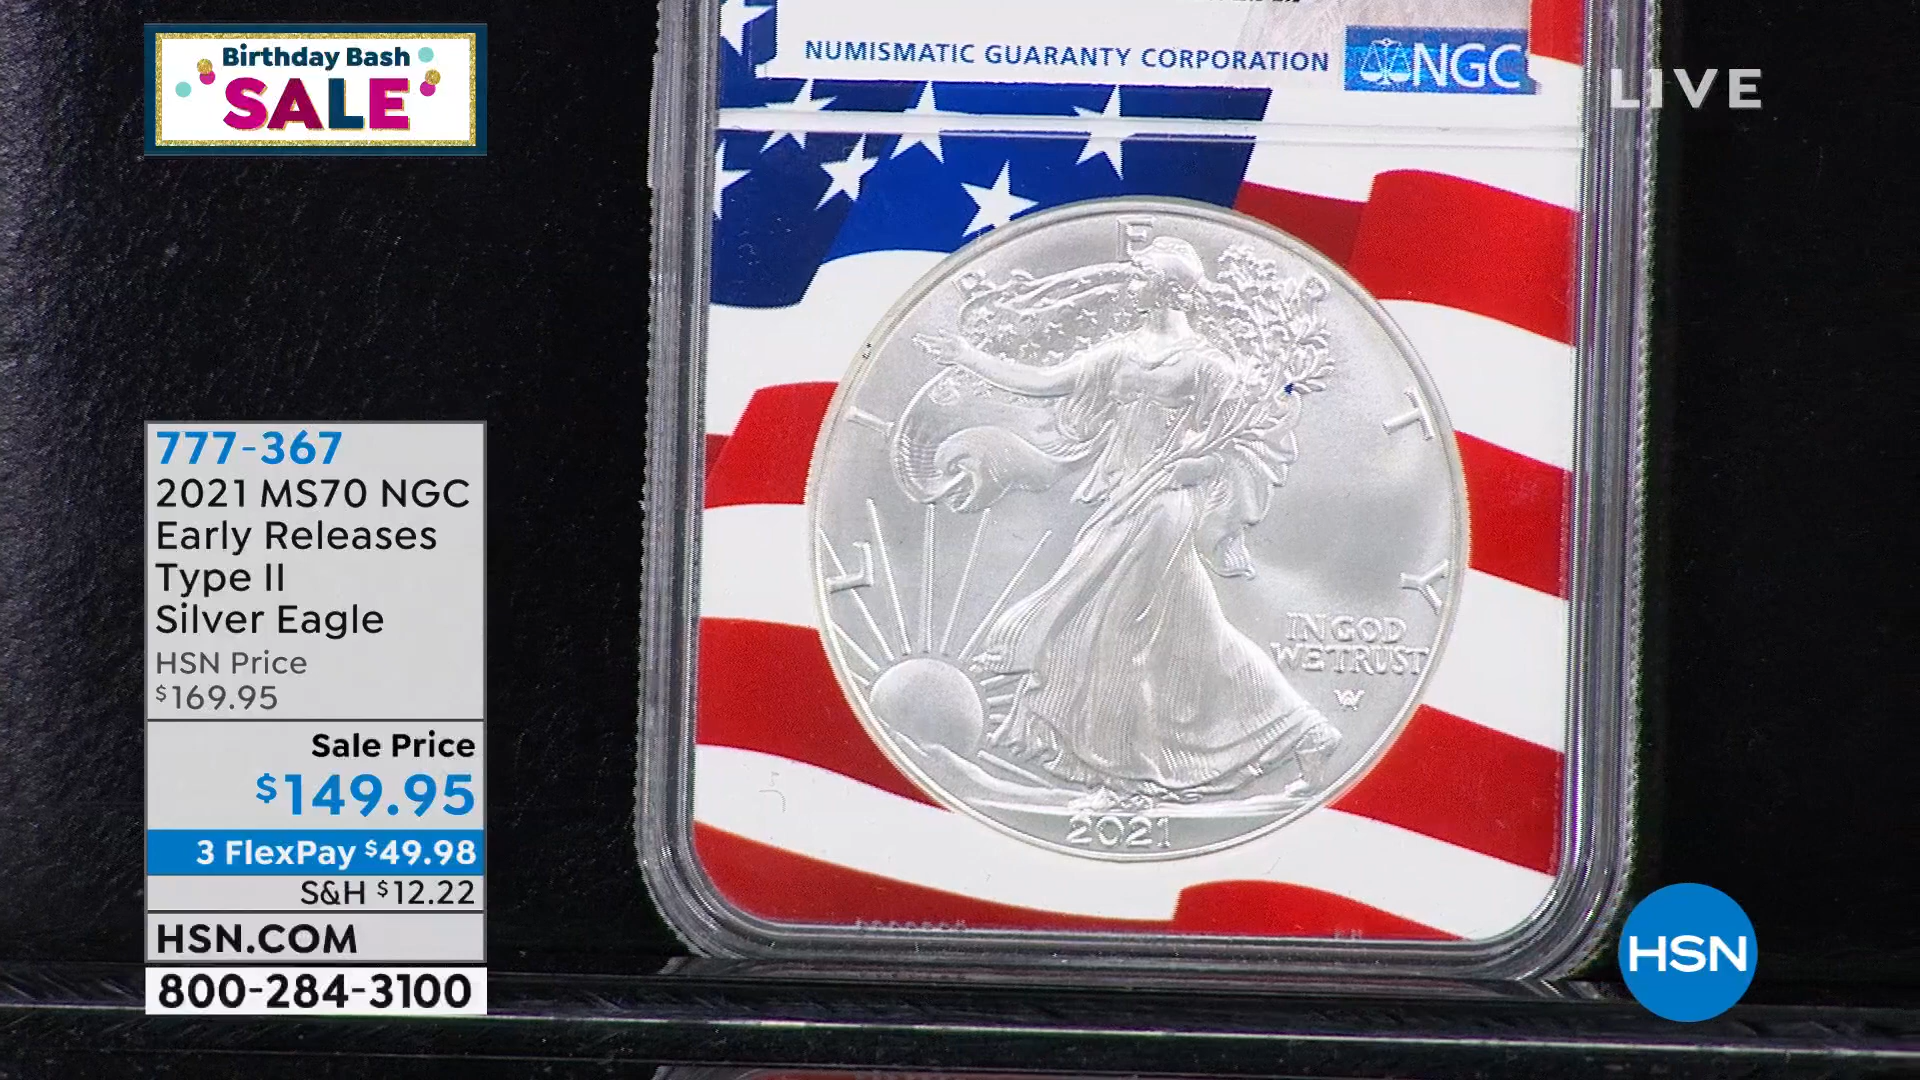 Birthday Bash
SALE
NUMISMATIC GUARANTY CORPORATION
NGC
LIVE
777-367
2021 MS70 NGC
Early Releases
Type II
Silver Eagle
HSN Price
$169.95
Sale Price
$149.95
3 FlexPay $49.98
S&H $12.22
HSN.COM
800-284-3100
LIBERTY
IN GOD
WE TRUST
W
2021
HSN